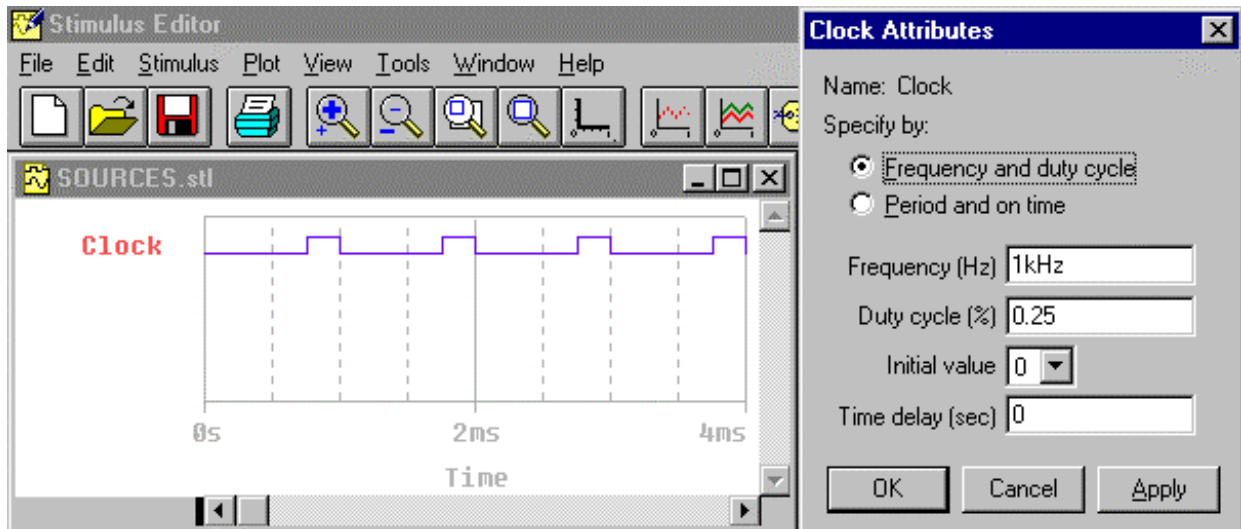 Stimulus Editor
File Edit Stimulus Plot View Tools Window Help
SOURCES.stl
Clock
0s 2ms 4ms
Time
Clock Attributes
Name: Clock
Specify by:
Frequency and duty cycle
Period and on time
Frequency (Hz) 1kHz
Duty cycle (%) 0.25
Initial value 0
Time delay (sec) 0
OK Cancel Apply